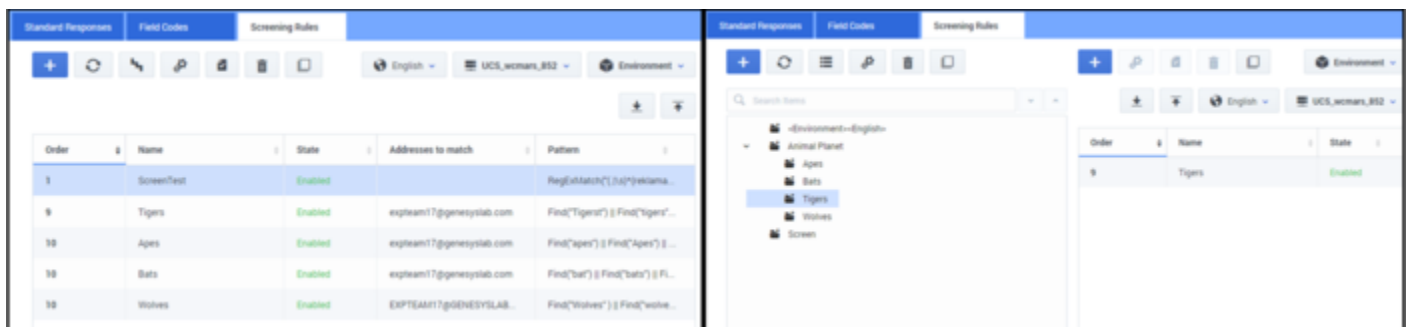 Standard Responses Field Codes Screening Rules
English UCS_wcmars_852 Environment
Order Name State Addresses to match Pattern
1 ScreenTest Enabled RegExMatch("(.|\s)*(reklama...
9 Tigers Enabled expteam17@genesyslab.com Find("Tigerst") || Find("tigers"...
10 Apes Enabled expteam17@genesyslab.com Find("apes") || Find("Apes") || ...
10 Bats Enabled expteam17@genesyslab.com Find("bat") || Find("bats") || Fi...
10 Wolves Enabled EXPTEAM17@GENESYSLAB... Find("Wolves" ) || Find("wolve...
Standard Responses Field Codes Screening Rules
Environment
Search Items
English UCS_wcmars_852
<Environment><English>
Animal Planet
Apes
Bats
Tigers
Wolves
Screen
Order Name State
9 Tigers Enabled